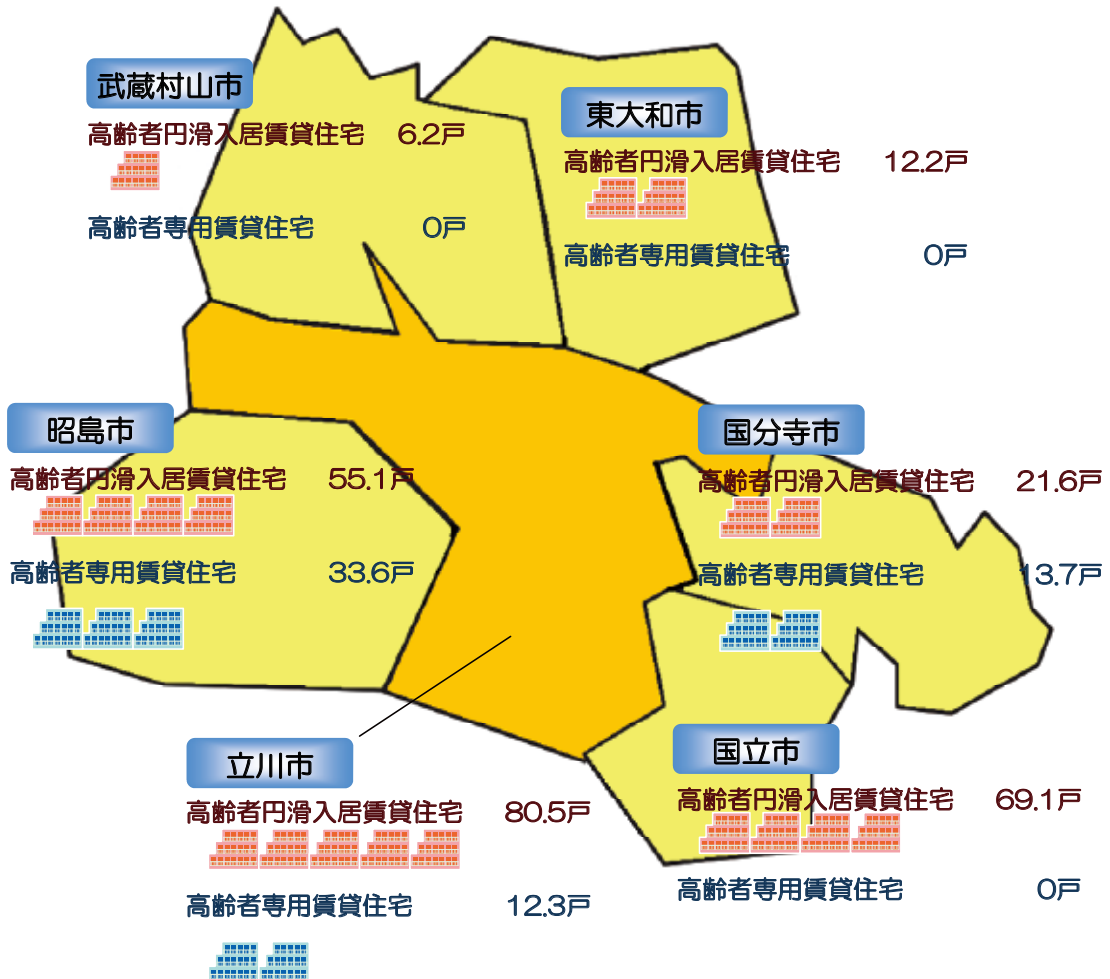 武蔵村山市
高齢者円滑入居賃貸住宅 6.2戸
高齢者専用賃貸住宅 0戸
東大和市
高齢者円滑入居賃貸住宅 12.2戸
高齢者専用賃貸住宅 0戸
昭島市
高齢者円滑入居賃貸住宅 55.1戸
高齢者専用賃貸住宅 33.6戸
国分寺市
高齢者円滑入居賃貸住宅 21.6戸
高齢者専用賃貸住宅 13.7戸
立川市
高齢者円滑入居賃貸住宅 80.5戸
高齢者専用賃貸住宅 12.3戸
国立市
高齢者円滑入居賃貸住宅 69.1戸
高齢者専用賃貸住宅 0戸